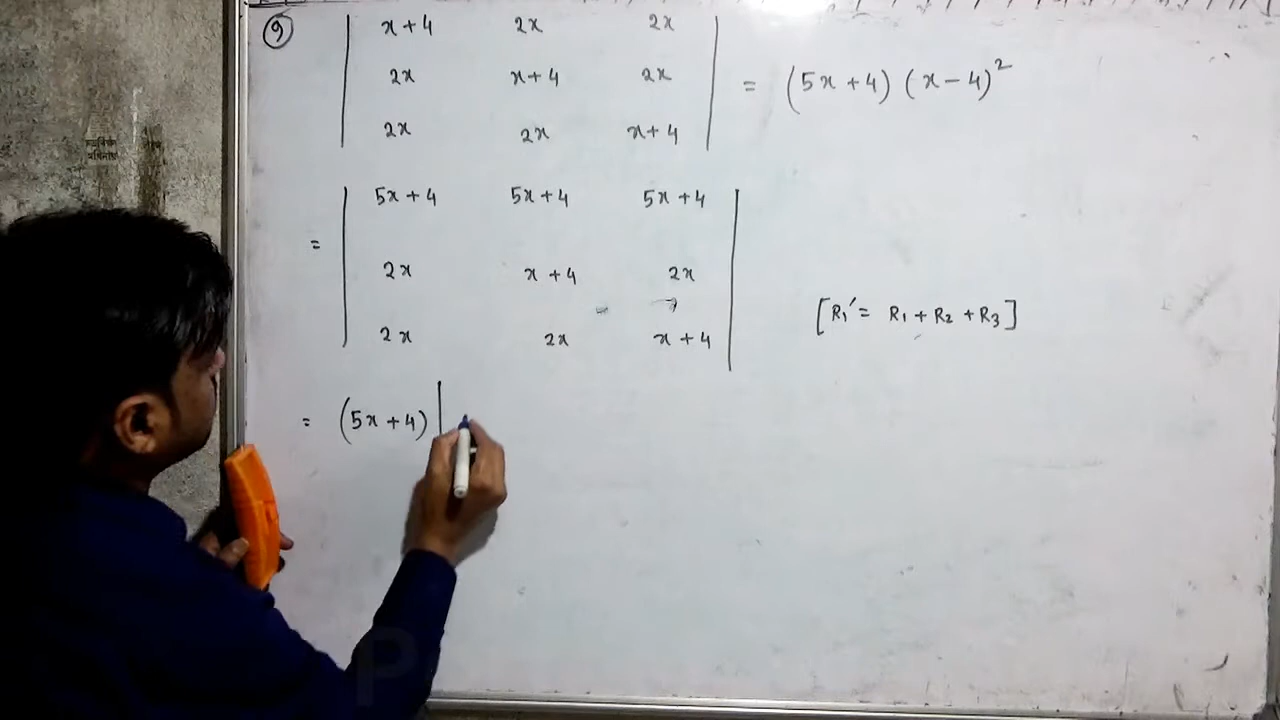 ⑨ | x+4 2x 2x |
| 2x x+4 2x | = (5x+4) (x-4)²
| 2x 2x x+4 |
| 5x+4 5x+4 5x+4 |
= | 2x x+4 2x |
[R₁′= R₁+R₂+R₃]
| 2x 2x x+4 |
= (5x+4) |